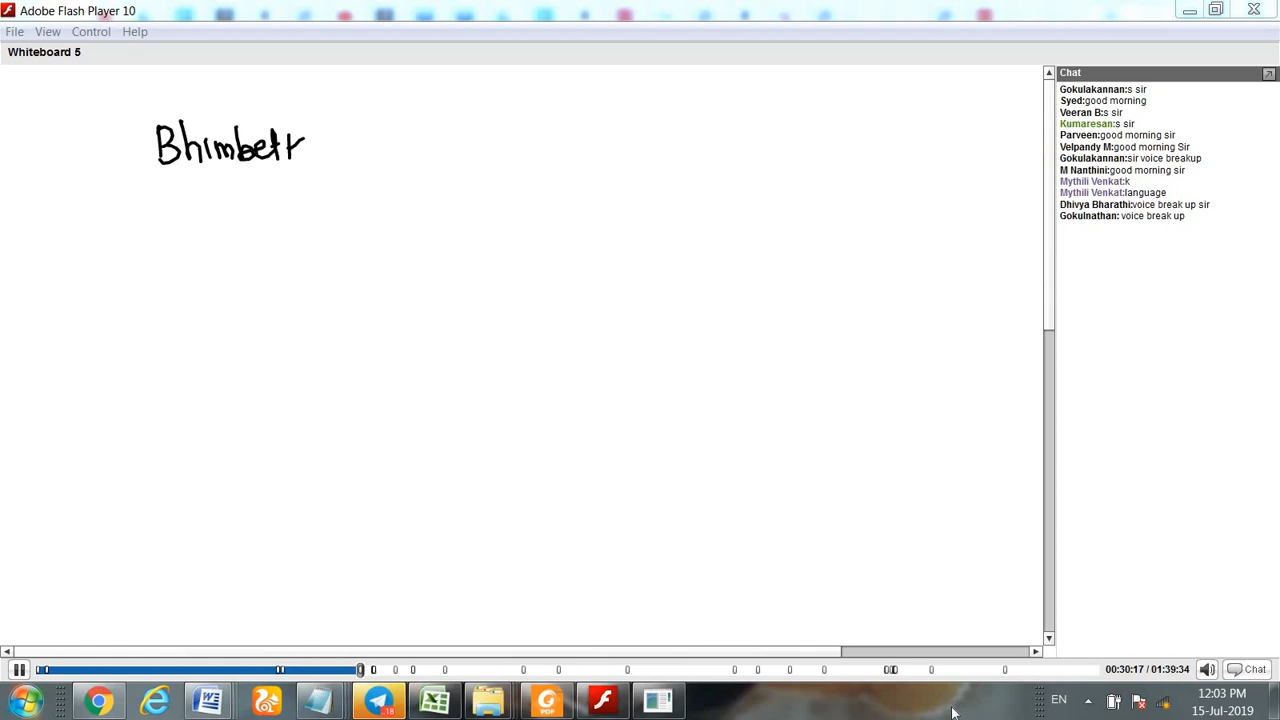 Adobe Flash Player 10
File View Control Help
Whiteboard 5
Bhimbetr
Chat
Gokulakannan:s sir
Syed:good morning
Veeran B:s sir
Kumaresan:s sir
Parveen:good morning sir
Velpandy M:good morning Sir
Gokulakannan:sir voice breakup
M Nanthini:good morning sir
Mythili Venkat:k
Mythili Venkat:language
Dhivya Bharathi:voice break up sir
Gokulnathan: voice break up
00:30:17 / 01:39:34 Chat
18
PDF
EN
12:03 PM
15-Jul-2019